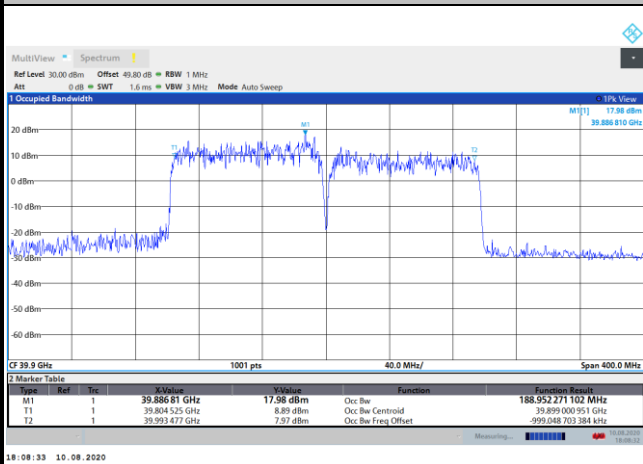 MultiView Spectrum
Ref Level 30.00 dBm Offset 49.80 dB RBW 1 MHz
Att 0 dB SWT 1.6 ms VBW 3 MHz Mode Auto Sweep
1 Occupied Bandwidth 1Pk View
M1[1] 17.98 dBm
39.886 810 GHz
M1
20 dBm
T1
T2
10 dBm
0 dBm
-10 dBm
-20 dBm
-30 dBm
-40 dBm
-50 dBm
-60 dBm
CF 39.9 GHz 1001 pts 40.0 MHz/ Span 400.0 MHz
2 Marker Table
Type Ref Trc X-Value Y-Value Function Function Result
M1 1 39.886 81 GHz 17.98 dBm Occ Bw 188.952 271 102 MHz
T1 1 39.804 525 GHz 8.89 dBm Occ Bw Centroid 39.899 000 951 GHz
T2 1 39.993 477 GHz 7.97 dBm Occ Bw Freq Offset -999.048 703 384 kHz
Measuring... 10.08.2020
18:08:32
18:08:33 10.08.2020